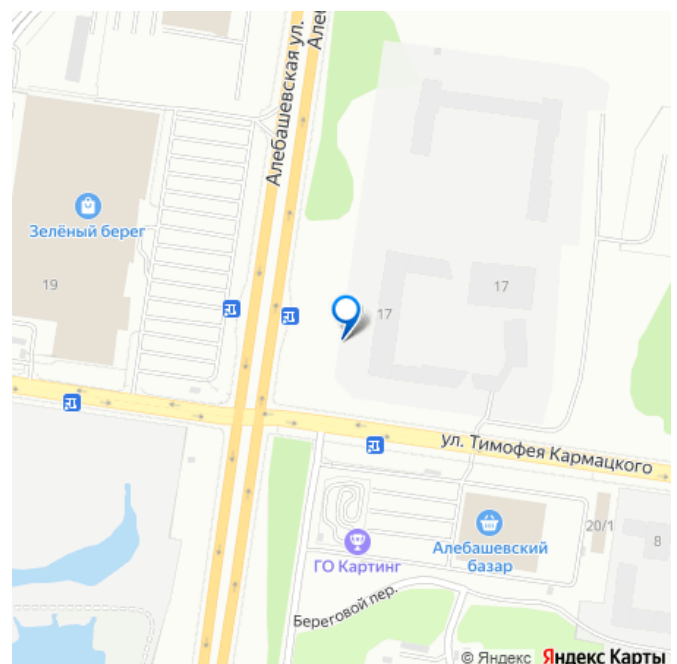 Алебашевская ул.
Але
Зелёный берег
19
17
17
ул. Тимофея Кармацкого
20/1
8
Алебашевский
базар
ГО Картинг
Береговой пер.
© Яндекс Яндекс Карты